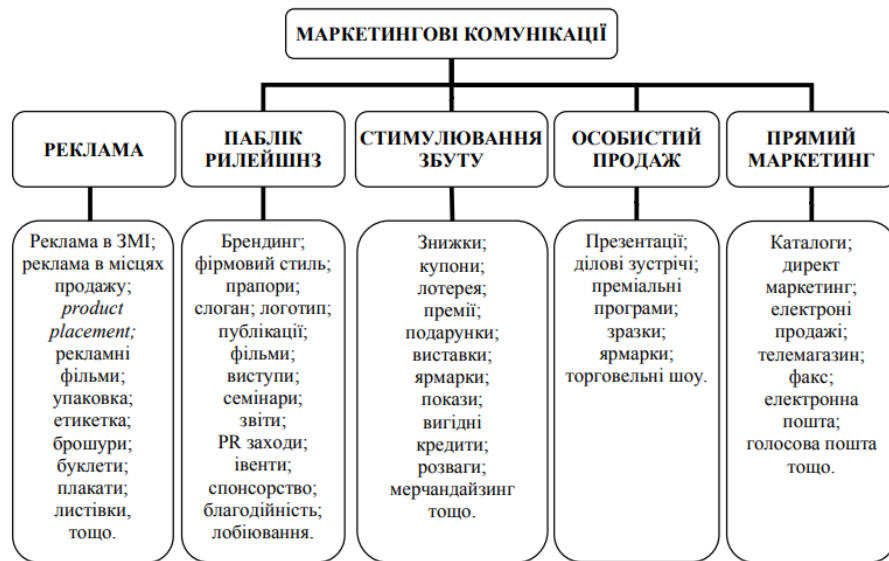 МАРКЕТИНГОВІ КОМУНІКАЦІЇ
РЕКЛАМА
ПАБЛІК
РИЛЕЙШНЗ
СТИМУЛЮВАННЯ
ЗБУТУ
ОСОБИСТИЙ
ПРОДАЖ
ПРЯМИЙ
МАРКЕТИНГ
Реклама в ЗМІ;
реклама в місцях
продажу;
product
placement;
рекламні
фільми;
упаковка;
етикетка;
брошури;
буклети;
плакати;
листівки,
тощо.
Брендинг;
фірмовий стиль;
прапори;
слоган; логотип;
публікації;
фільми;
виступи;
семінари;
звіти;
PR заходи;
івенти;
спонсорство;
благодійність;
лобіювання.
Знижки;
купони;
лотерея;
премії;
подарунки;
виставки;
ярмарки;
покази;
вигідні
кредити;
розваги;
мерчандайзинг
тощо.
Презентації;
ділові зустрічі;
преміальні
програми;
зразки;
ярмарки;
торговельні шоу.
Каталоги;
директ
маркетинг;
електроні
продажі;
телемагазин;
факс;
електронна
пошта;
голосова пошта
тощо.